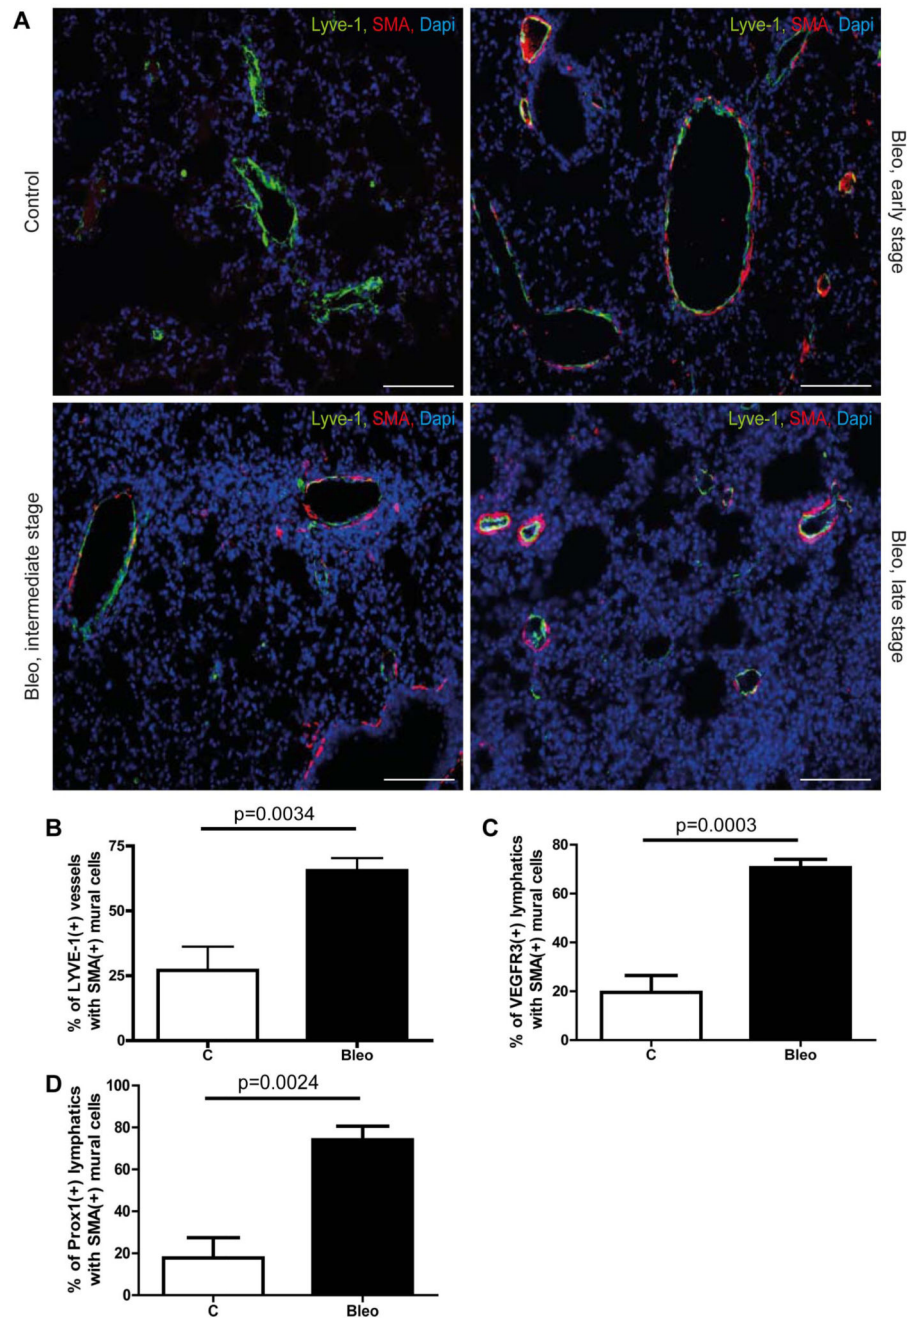 A
Lyve-1, SMA, Dapi
Lyve-1, SMA, Dapi
Control
Bleo, early stage
Lyve-1, SMA, Dapi
Lyve-1, SMA, Dapi
Bleo, intermediate stage
Bleo, late stage
B
p=0.0034
% of LYVE-1(+) vessels
with SMA(+) mural cells
75
50
25
0
C
Bleo
C
p=0.0003
% of VEGFR3(+) lymphatics
with SMA(+) mural cells
80
60
40
20
0
C
Bleo
D
p=0.0024
% of Prox1(+) lymphatics
with SMA(+) mural cells
100
80
60
40
20
0
C
Bleo